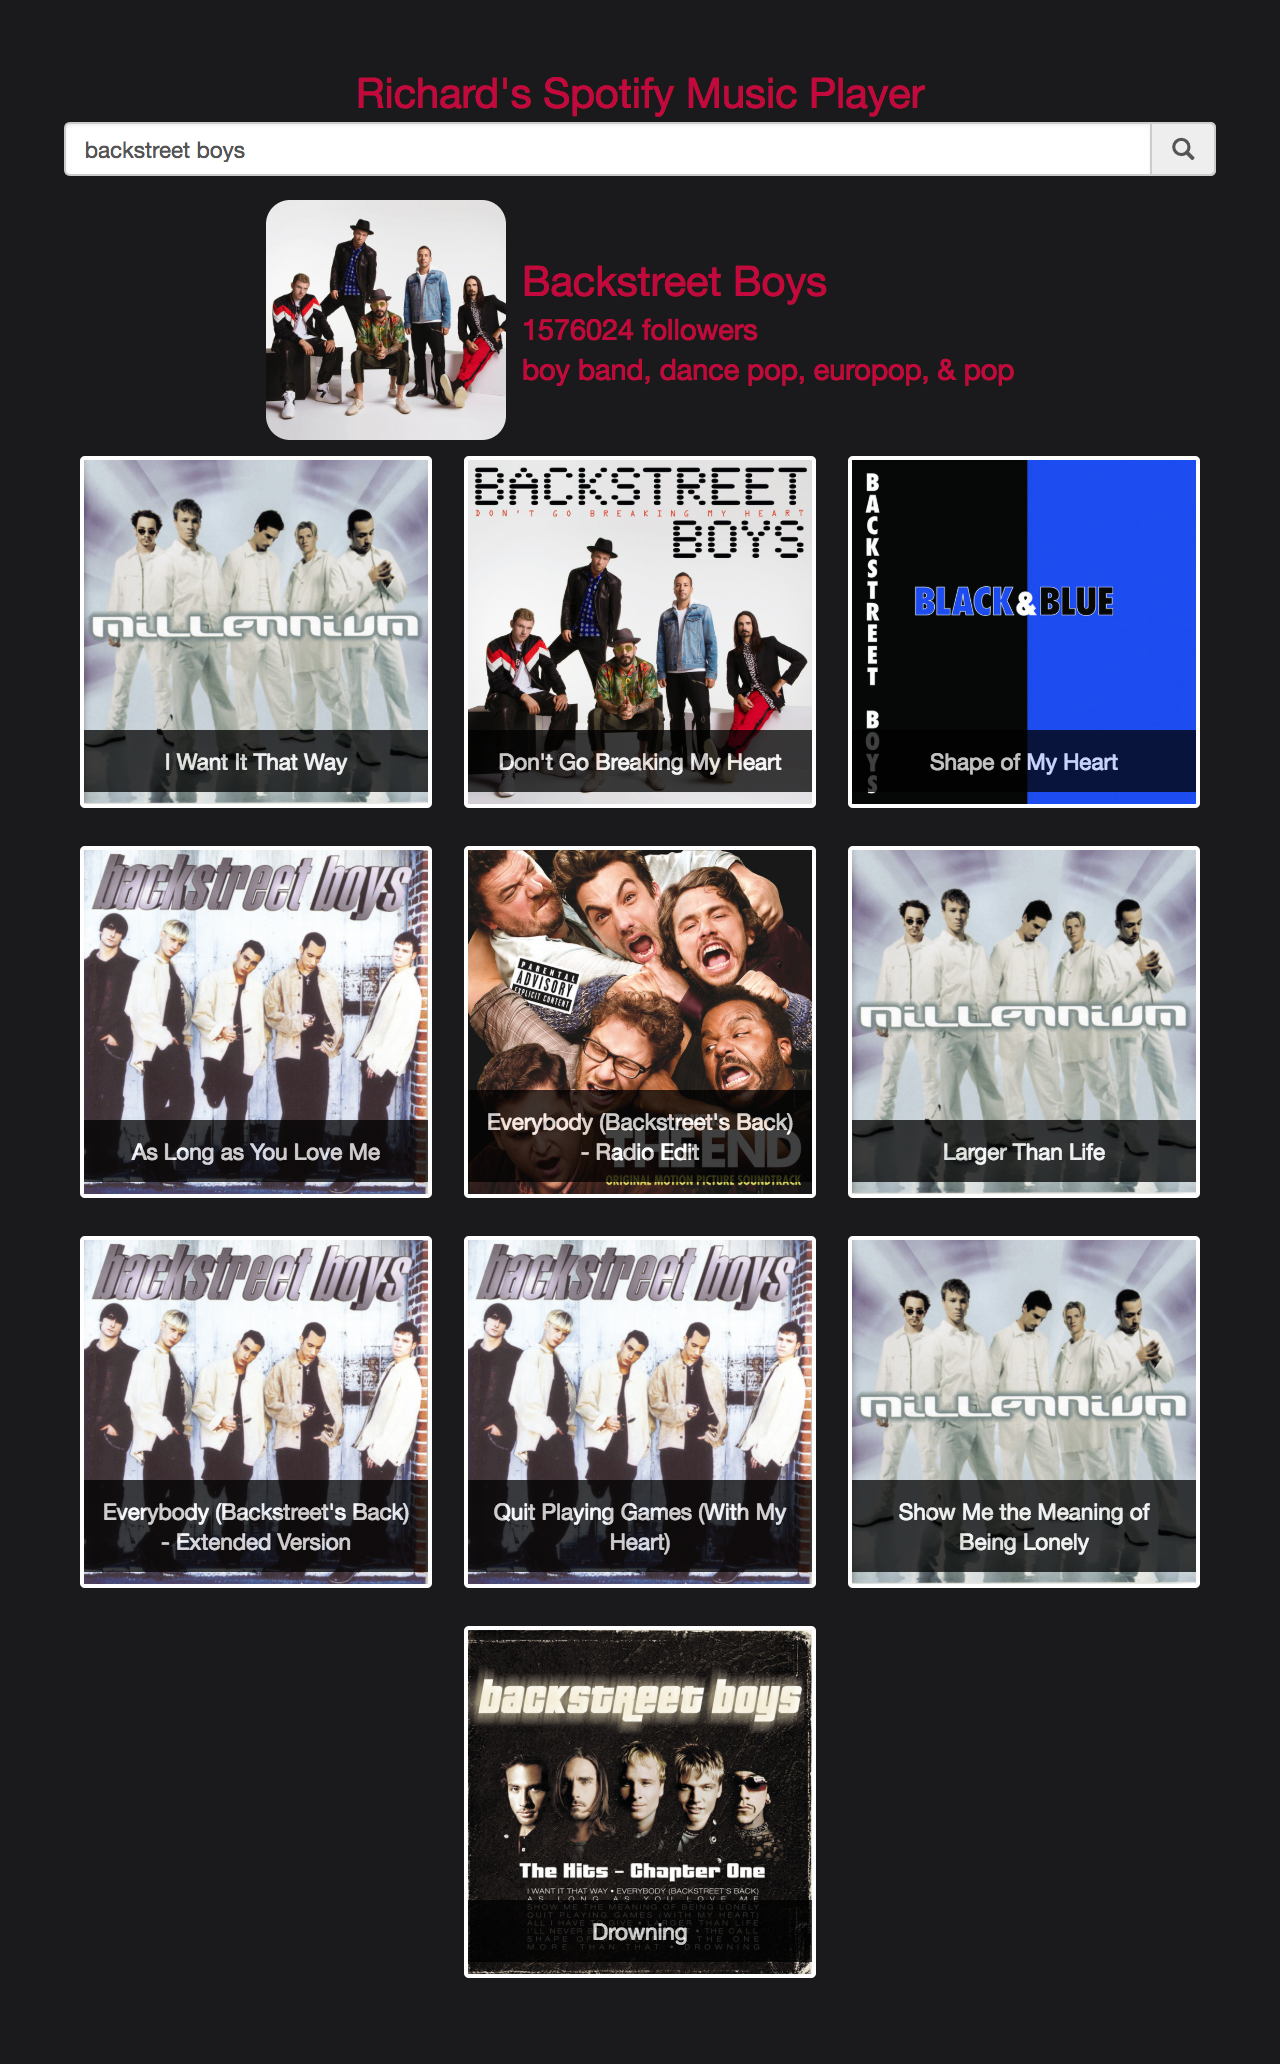 Richard's Spotify Music Player
backstreet boys
Backstreet Boys
1576024 followers
boy band, dance pop, europop, & pop
MILLENNIUM
I Want It That Way
BACKSTREET
DON'T GO BREAKING MY HEART
BOYS
Don't Go Breaking My Heart
BACKSTREET BOYS
BLACK&BLUE
Shape of My Heart
backstreet boys
As Long as You Love Me
PARENTAL
ADVISORY
EXPLICIT CONTENT
THE END
ORIGINAL MOTION PICTURE SOUNDTRACK
Everybody (Backstreet's Back)
- Radio Edit
MILLENNIUM
Larger Than Life
backstreet boys
Everybody (Backstreet's Back)
- Extended Version
backstreet boys
Quit Playing Games (With My
Heart)
MILLENNIUM
Show Me the Meaning of
Being Lonely
backstreet boys
The Hits - Chapter One
I WANT IT THAT WAY • EVERYBODY (BACKSTREET'S BACK)
AS LONG AS YOU LOVE ME
SHOW ME THE MEANING OF BEING LONELY
QUIT PLAYING GAMES (WITH MY HEART)
MORE THAN THAT • DROWNING
Drowning